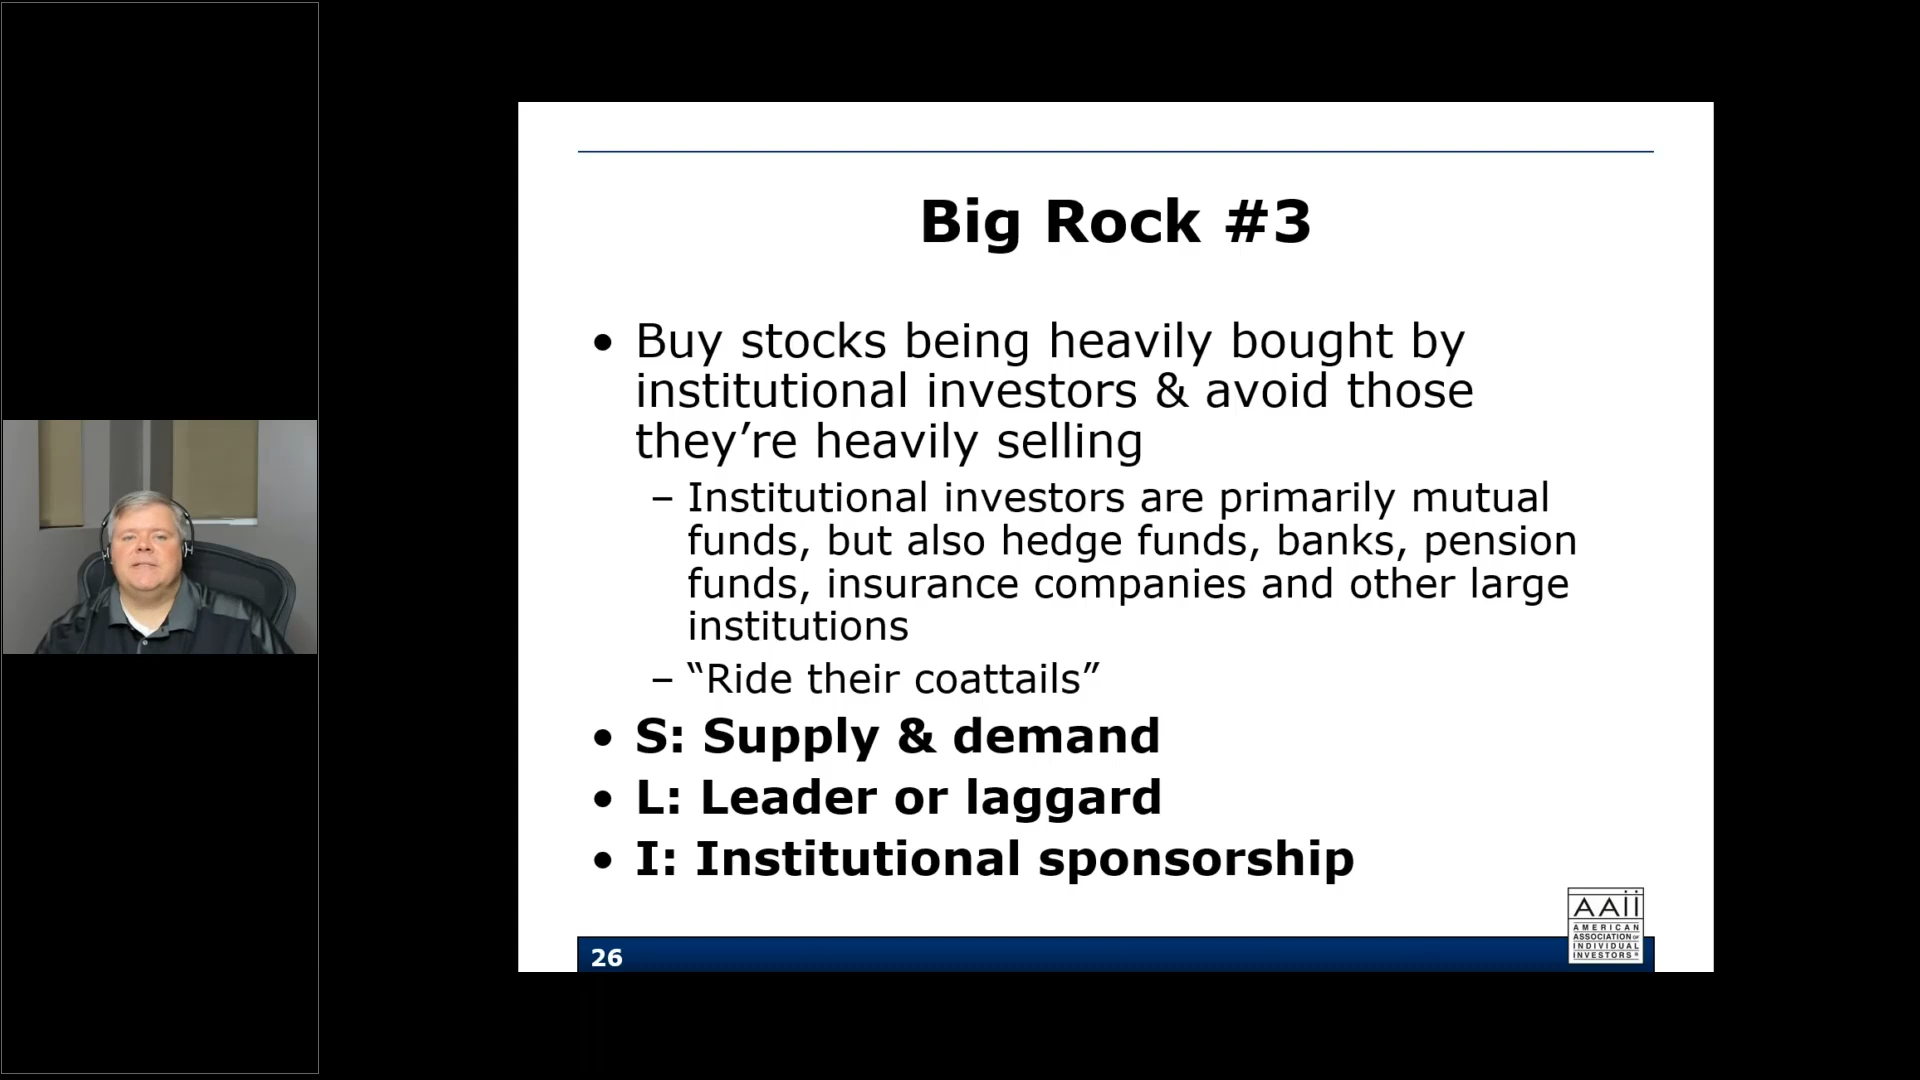 Big Rock #3
• Buy stocks being heavily bought by
institutional investors & avoid those
they’re heavily selling
– Institutional investors are primarily mutual
funds, but also hedge funds, banks, pension
funds, insurance companies and other large
institutions
– “Ride their coattails”
• S: Supply & demand
• L: Leader or laggard
• I: Institutional sponsorship
26
AAii
AMERICAN
ASSOCIATION OF
INDIVIDUAL
INVESTORS®